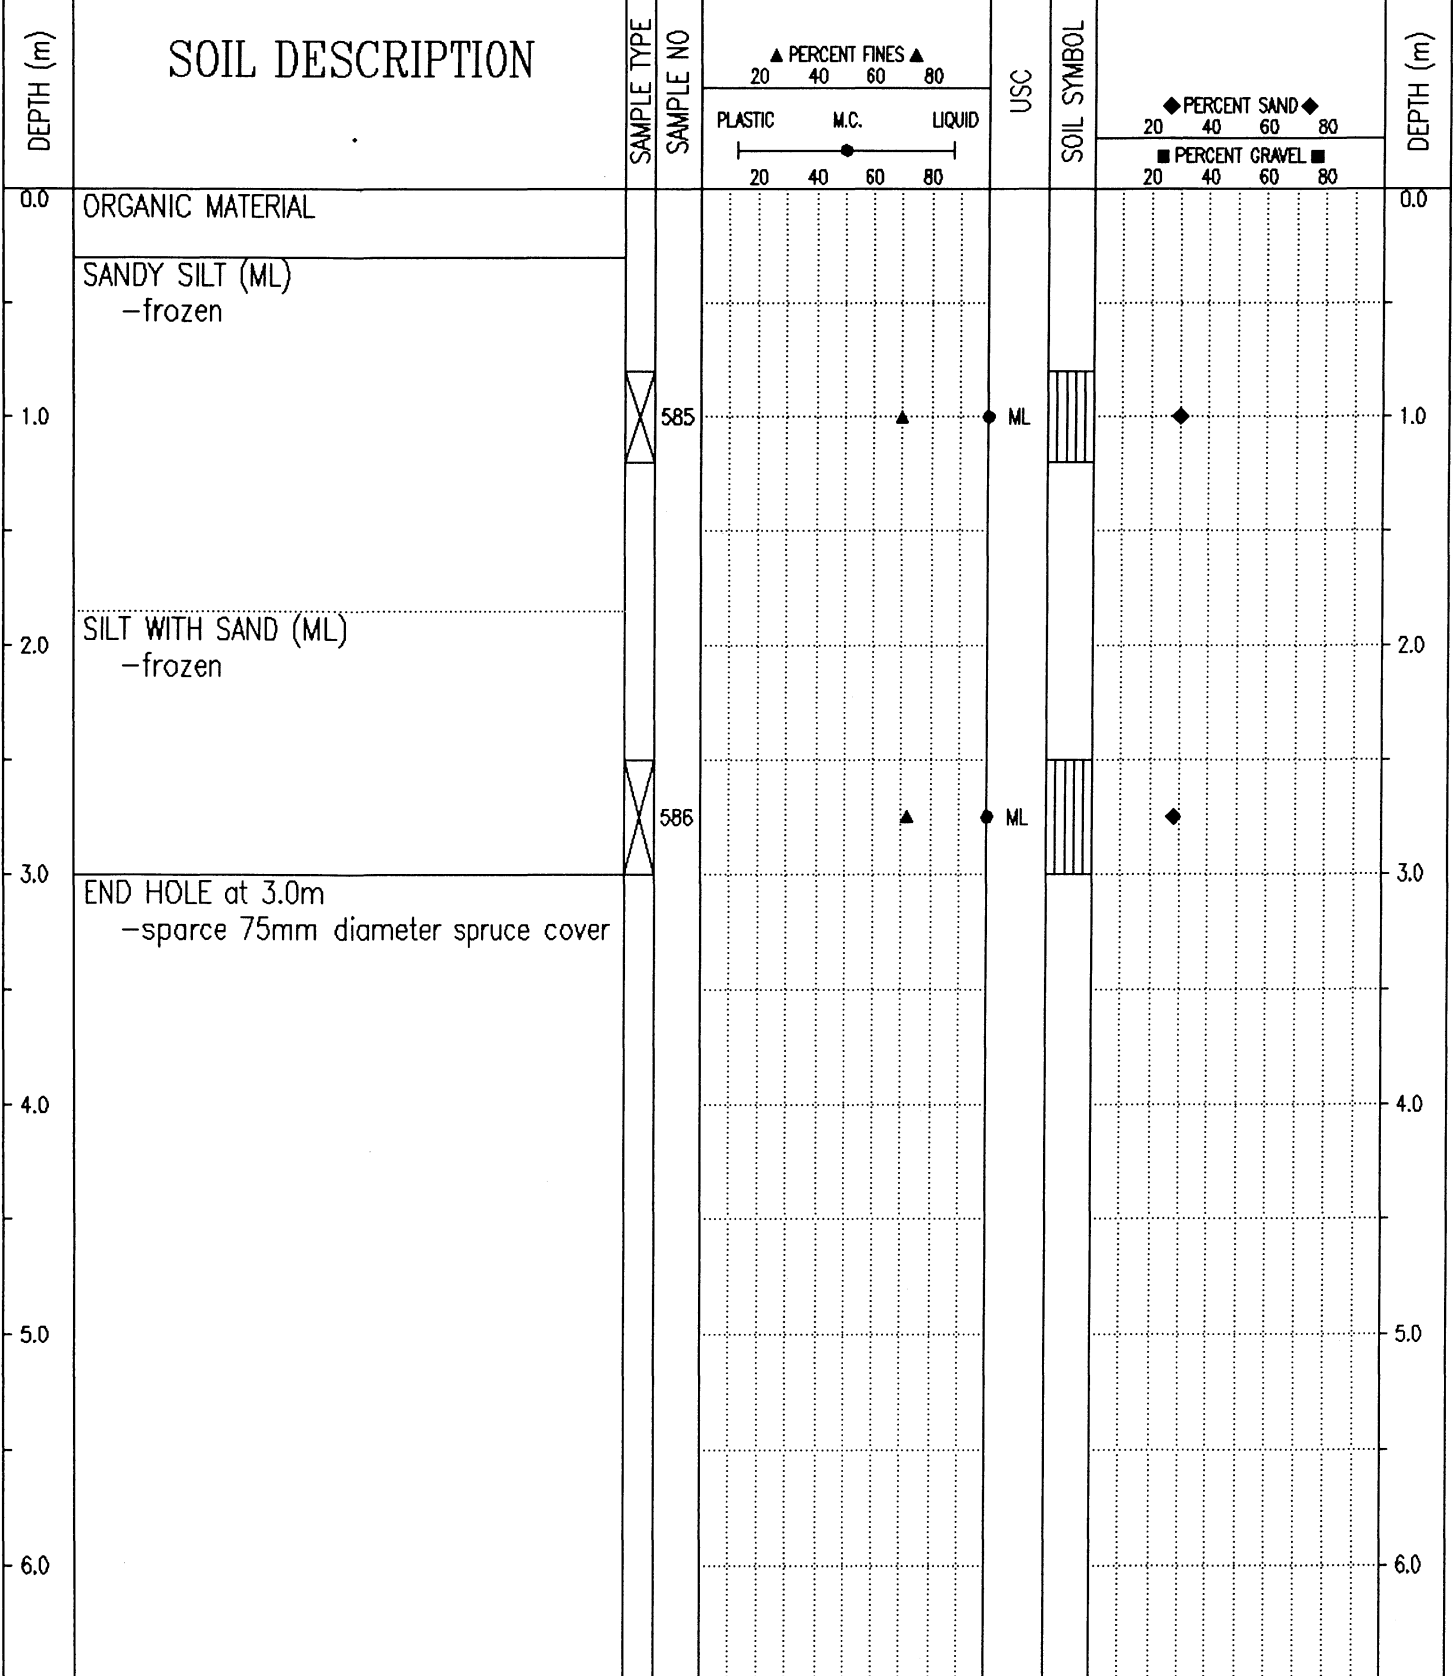 DEPTH (m)
SOIL DESCRIPTION
SAMPLE TYPE
SAMPLE NO
▲ PERCENT FINES ▲
20 40 60 80
PLASTIC M.C. LIQUID
20 40 60 80
USC
SOIL SYMBOL
◆ PERCENT SAND ◆
20 40 60 80
■ PERCENT GRAVEL ■
20 40 60 80
DEPTH (m)
0.0 ORGANIC MATERIAL 0.0
SANDY SILT (ML)
-frozen
1.0 585 ML 1.0
SILT WITH SAND (ML)
2.0 2.0
-frozen
586 ML
3.0 3.0
END HOLE at 3.0m
-sparce 75mm diameter spruce cover
4.0 4.0
5.0 5.0
6.0 6.0